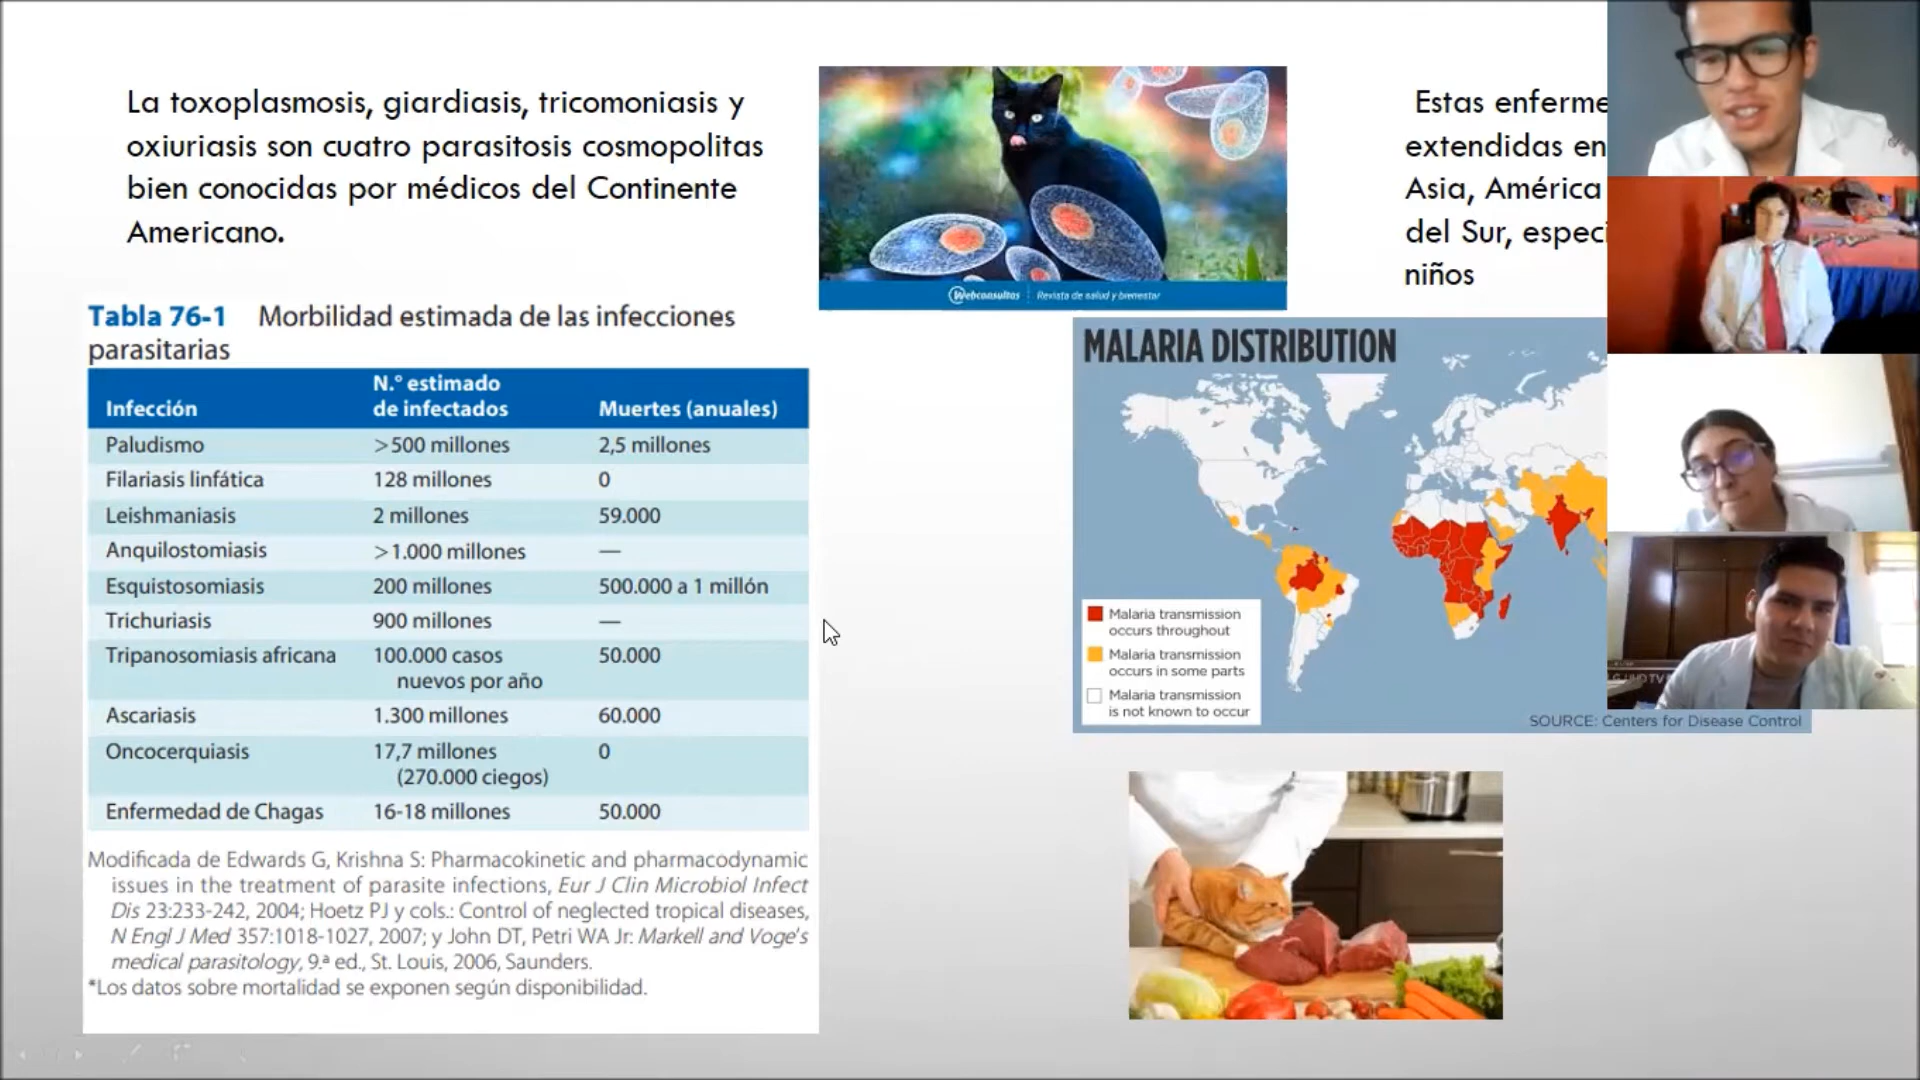 La toxoplasmosis, giardiasis, tricomoniasis y
oxiuriasis son cuatro parasitosis cosmopolitas
bien conocidas por médicos del Continente
Americano.
Webconsultas
Revista de salud y bienestar
Estas enferme
extendidas en
Asia, América
del Sur, especi
niños
Tabla 76-1 Morbilidad estimada de las infecciones
parasitarias
Infección N.° estimado de infectados Muertes (anuales)
Paludismo >500 millones 2,5 millones
Filariasis linfática 128 millones 0
Leishmaniasis 2 millones 59.000
Anquilostomiasis >1.000 millones —
Esquistosomiasis 200 millones 500.000 a 1 millón
Trichuriasis 900 millones —
Tripanosomiasis africana 100.000 casos 50.000
nuevos por año
Ascariasis 1.300 millones 60.000
Oncocerquiasis 17,7 millones 0
(270.000 ciegos)
Enfermedad de Chagas 16-18 millones 50.000
Modificada de Edwards G, Krishna S: Pharmacokinetic and pharmacodynamic
issues in the treatment of parasite infections, Eur J Clin Microbiol Infect
Dis 23:233-242, 2004; Hoetz PJ y cols.: Control of neglected tropical diseases,
N Engl J Med 357:1018-1027, 2007; y John DT, Petri WA Jr: Markell and Voge's
medical parasitology, 9.ª ed., St. Louis, 2006, Saunders.
*Los datos sobre mortalidad se exponen según disponibilidad.
MALARIA DISTRIBUTION
Malaria transmission
occurs throughout
Malaria transmission
occurs in some parts
Malaria transmission
is not known to occur
SOURCE: Centers for Disease Control